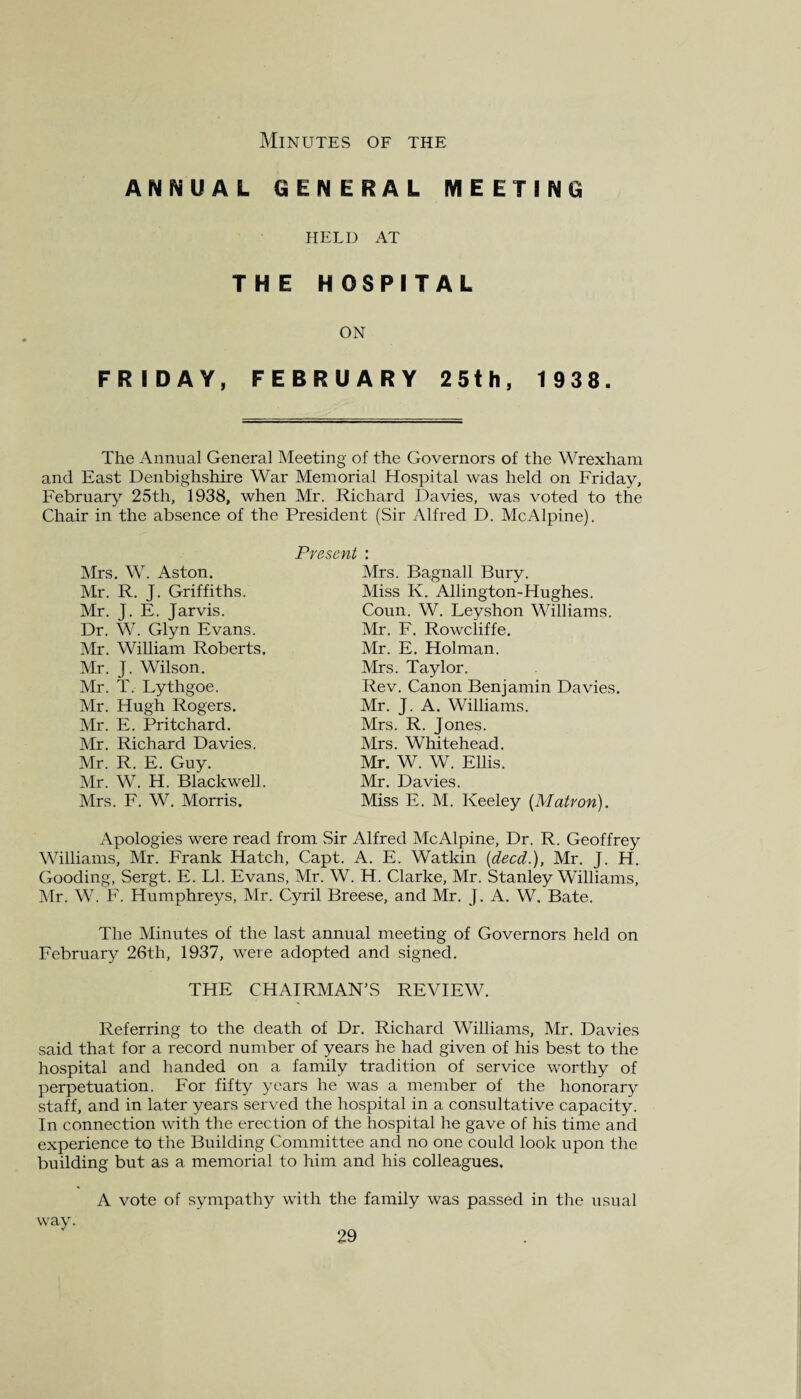 MINUTES OF THE
ANNUAL GENERAL MEETING
HELD AT
THE HOSPITAL
ON
FRIDAY, FEBRUARY 25th, 1938.
The Annual General Meeting of the Governors of the Wrexham
and East Denbighshire War Memorial Hospital was held on Friday,
February 25th, 1938, when Mr. Richard Davies, was voted to the
Chair in the absence of the President (Sir Alfred D. McAlpine).
Present :
Mrs. W. Aston.
Mr. R. J. Griffiths.
Mr. J. E. Jarvis.
Dr. W. Glyn Evans.
Mr. William Roberts.
Mr. J. Wilson.
Mr. T. Lythgoe.
Mr. Hugh Rogers.
Mr. E. Pritchard.
Mr. Richard Davies.
Mr. R. E. Guy.
Mr. W. H. Blackwell.
Mrs. F. W. Morris.
Mrs. Bagnall Bury.
Miss K. Allington-Hughes.
Coun. W. Leyshon Williams.
Mr. F. Rowcliffe.
Mr. E. Holman.
Mrs. Taylor.
Rev. Canon Benjamin Davies.
Mr. J. A. Williams.
Mrs. R. Jones.
Mrs. Whitehead.
Mr. W. W. Ellis.
Mr. Davies.
Miss E. M. Keeley (Matron).
Apologies were read from Sir Alfred McAlpine, Dr. R. Geoffrey
Williams, Mr. Frank Hatch, Capt. A. E. Watkin (decd.), Mr. J. H.
Gooding, Sergt. E. Ll. Evans, Mr. W. H. Clarke, Mr. Stanley Williams,
Mr. W. F. Humphreys, Mr. Cyril Breese, and Mr. J. A. W. Bate.
The Minutes of the last annual meeting of Governors held on
February 26th, 1937, were adopted and signed.
THE CHAIRMAN'S REVIEW.
Referring to the death of Dr. Richard Williams, Mr. Davies
said that for a record number of years he had given of his best to the
hospital and handed on a family tradition of service worthy of
perpetuation. For fifty years he was a member of the honorary
staff, and in later years served the hospital in a consultative capacity.
In connection with the erection of the hospital he gave of his time and
experience to the Building Committee and no one could look upon the
building but as a memorial to him and his colleagues.
A vote of sympathy with the family was passed in the usual
way.
29